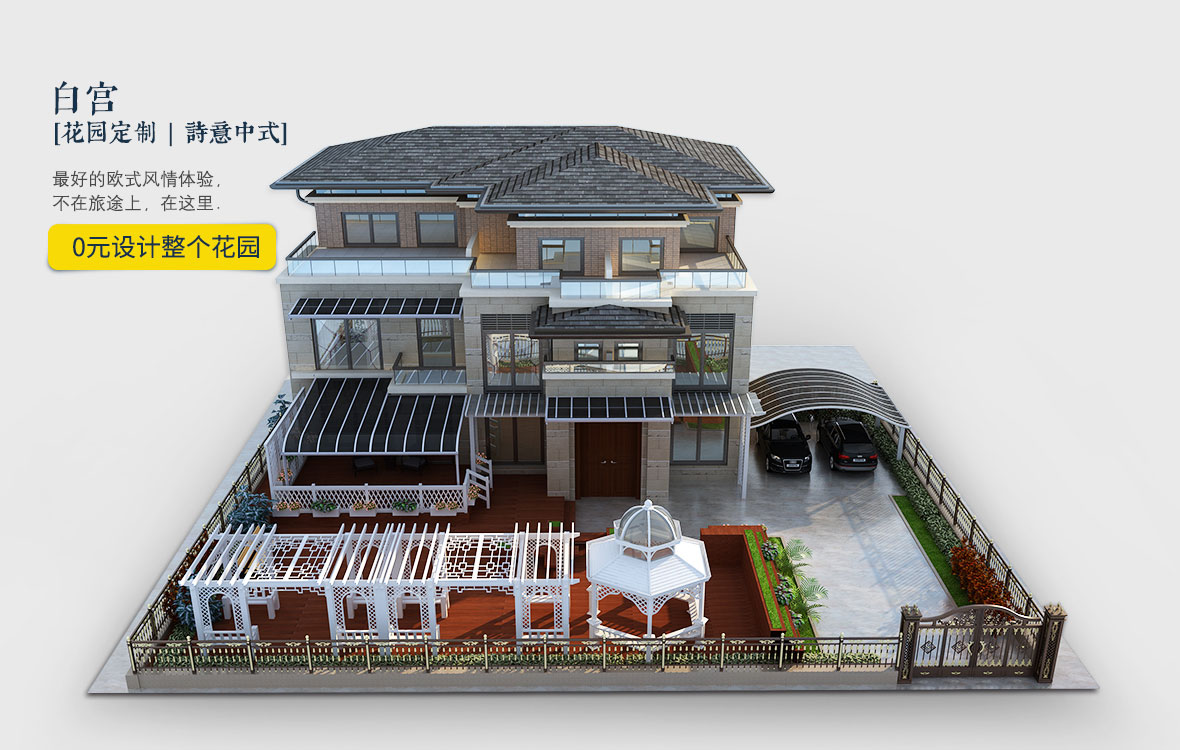 白宫
[花园定制 | 詩意中式]
最好的欧式风情体验,
不在旅途上, 在这里.
0元设计整个花园